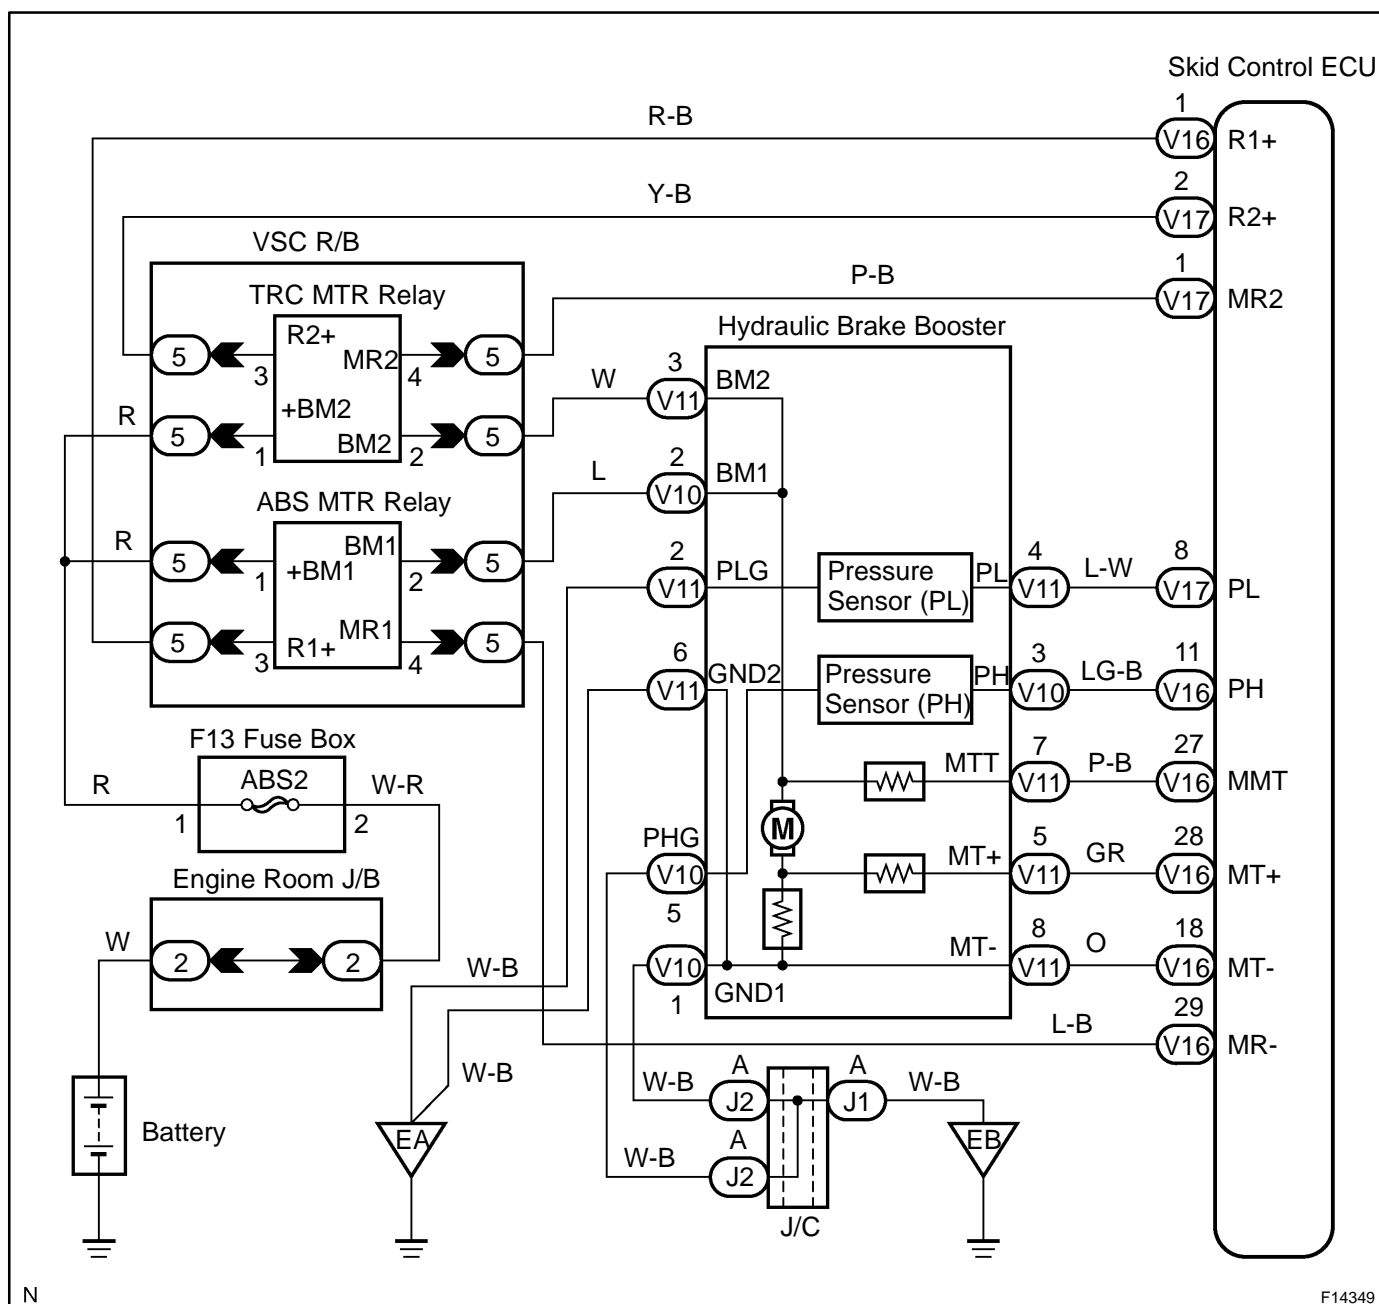 Skid Control ECU
1
R-B
V16
R1+
2
Y-B
V17
R2+
VSC R/B
1
P-B
V17
MR2
TRC MTR Relay
Hydraulic Brake Booster
R2+
5
MR2
5
3
4
3
W
BM2
V11
+BM2
R
5
BM2
5
1
2
2
L
BM1
V10
ABS MTR Relay
R
BM1
5
+BM1
5
1
2
2
PLG
V11
Pressure
Sensor (PL)
PL
4
V11
L-W
8
V17
PL
MR1
5
R1+
5
3
4
6
GND2
V11
Pressure
Sensor (PH)
PH
3
V10
LG-B
11
V16
PH
F13 Fuse Box
ABS2
R
W-R
1
2
MTT
7
V11
P-B
27
V16
MMT
M
PHG
V10
5
MT+
5
V11
GR
28
V16
MT+
Engine Room J/B
W
2
2
W-B
V10
1
GND1
MT-
8
V11
O
18
V16
MT-
L-B
29
V16
MR-
W-B
W-B
A
J2
A
J1
W-B
Battery
EA
W-B
A
J2
EB
J/C
N
F14349